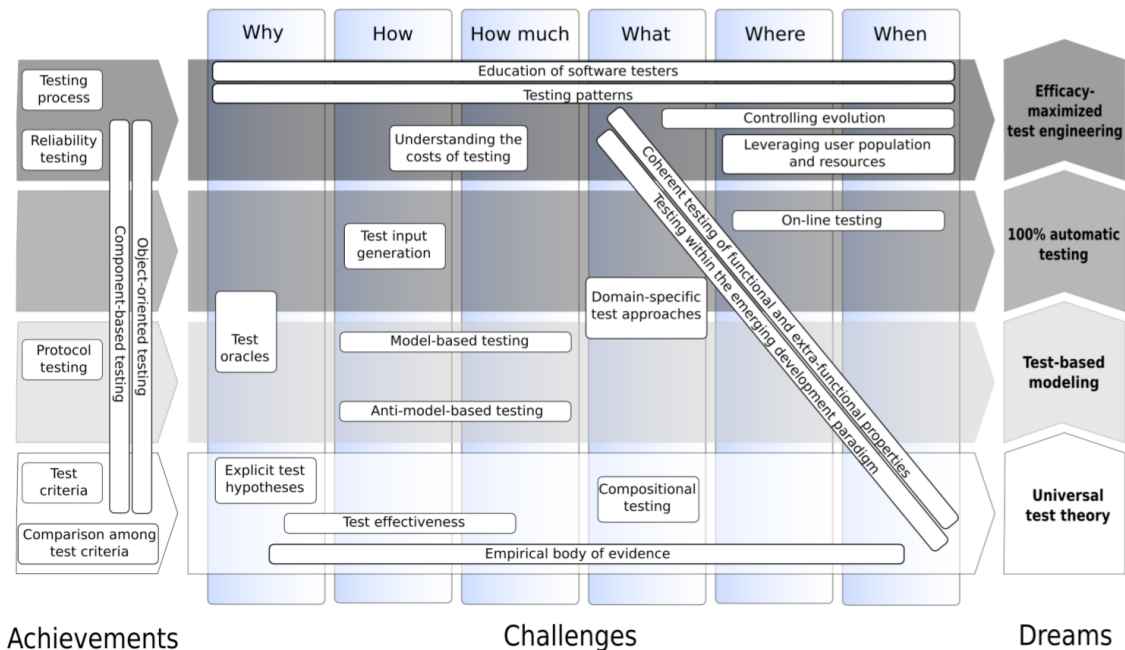 Why
How
How much
What
Where
When
Testing
process
Reliability
testing
Component-based testing
Object-oriented testing
Protocol
testing
Test
criteria
Comparison among
test criteria
Education of software testers
Testing patterns
Controlling evolution
Understanding the
costs of testing
Leveraging user population
and resources
Coherent testing of functional and extra-functional properties
Testing within the emerging development paradigm
On-line testing
Test input
generation
Domain-specific
test approaches
Test
oracles
Model-based testing
Anti-model-based testing
Explicit test
hypotheses
Compositional
testing
Test effectiveness
Empirical body of evidence
Efficacy-
maximized
test engineering
100% automatic
testing
Test-based
modeling
Universal
test theory
Achievements
Challenges
Dreams